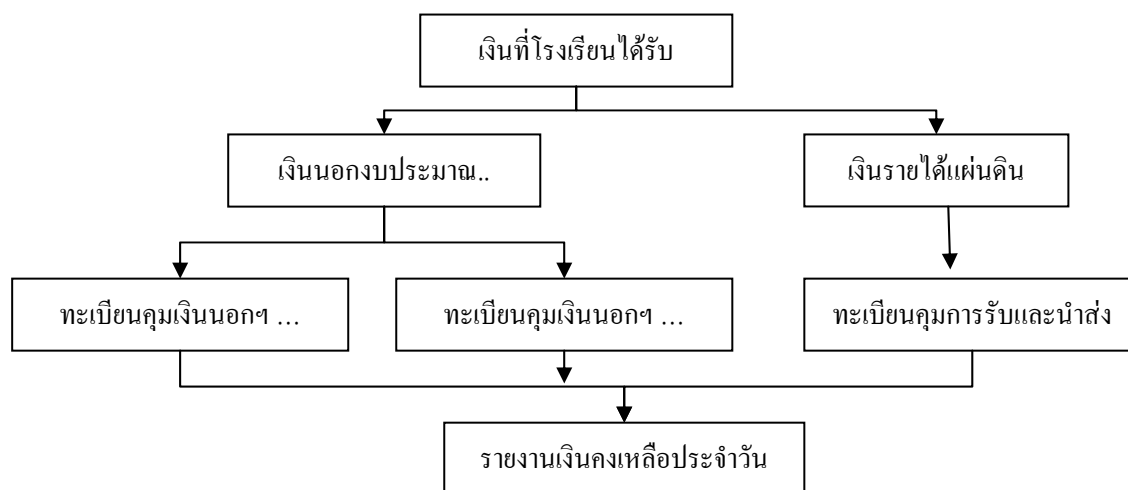 เงินที่โรงเรียนได้รับ
เงินนอกงบประมาณ..
เงินรายได้แผ่นดิน
ทะเบียนคุมเงินนอกฯ ...
ทะเบียนคุมเงินนอกฯ ...
ทะเบียนคุมการรับและนำส่ง
รายงานเงินคงเหลือประจำวัน